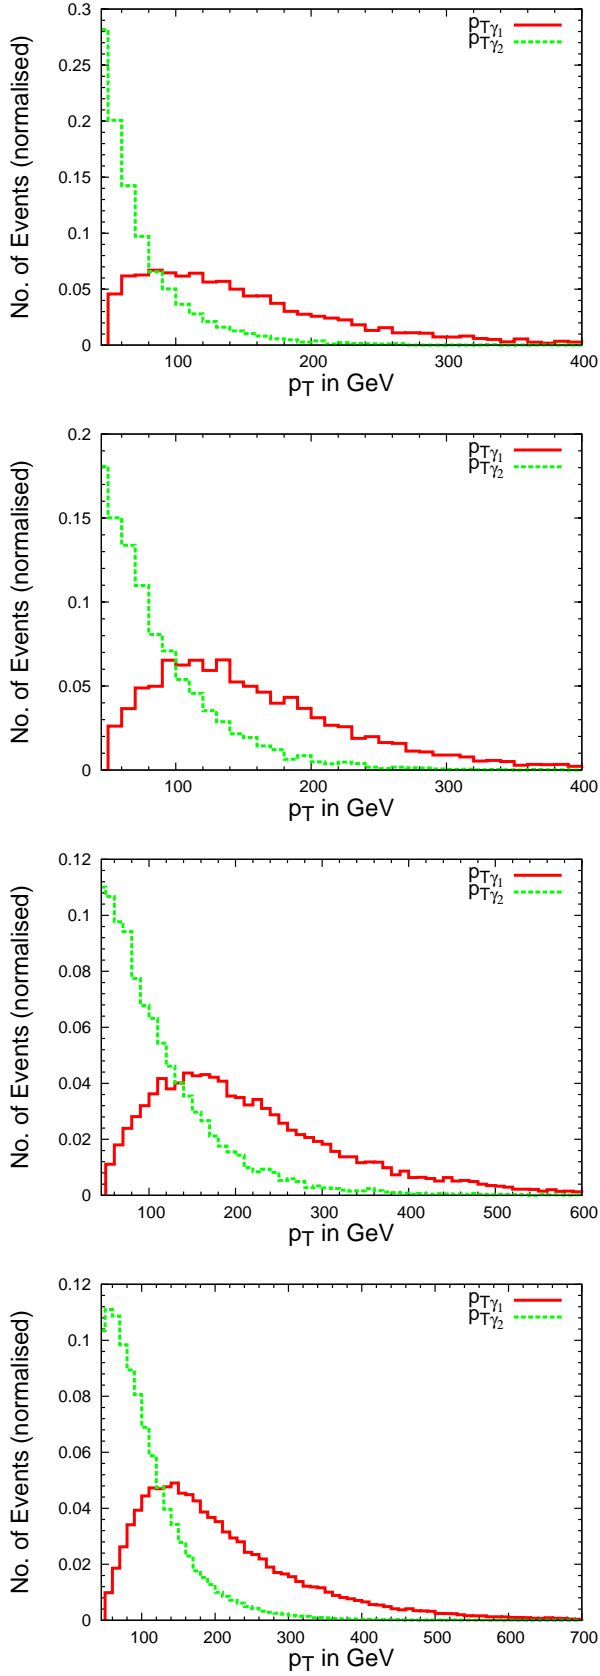 0.3
0.25
0.2
0.15
0.1
0.05
0
100 200 300 400
No. of Events (normalised)
pT in GeV
pTγ1
pTγ2
0.2
0.15
0.1
0.05
0
100 200 300 400
No. of Events (normalised)
pT in GeV
pTγ1
pTγ2
0.12
0.1
0.08
0.06
0.04
0.02
0
100 200 300 400 500 600
No. of Events (normalised)
pT in GeV
pTγ1
pTγ2
0.12
0.1
0.08
0.06
0.04
0.02
0
100 200 300 400 500 600 700
No. of Events (normalised)
pT in GeV
pTγ1
pTγ2